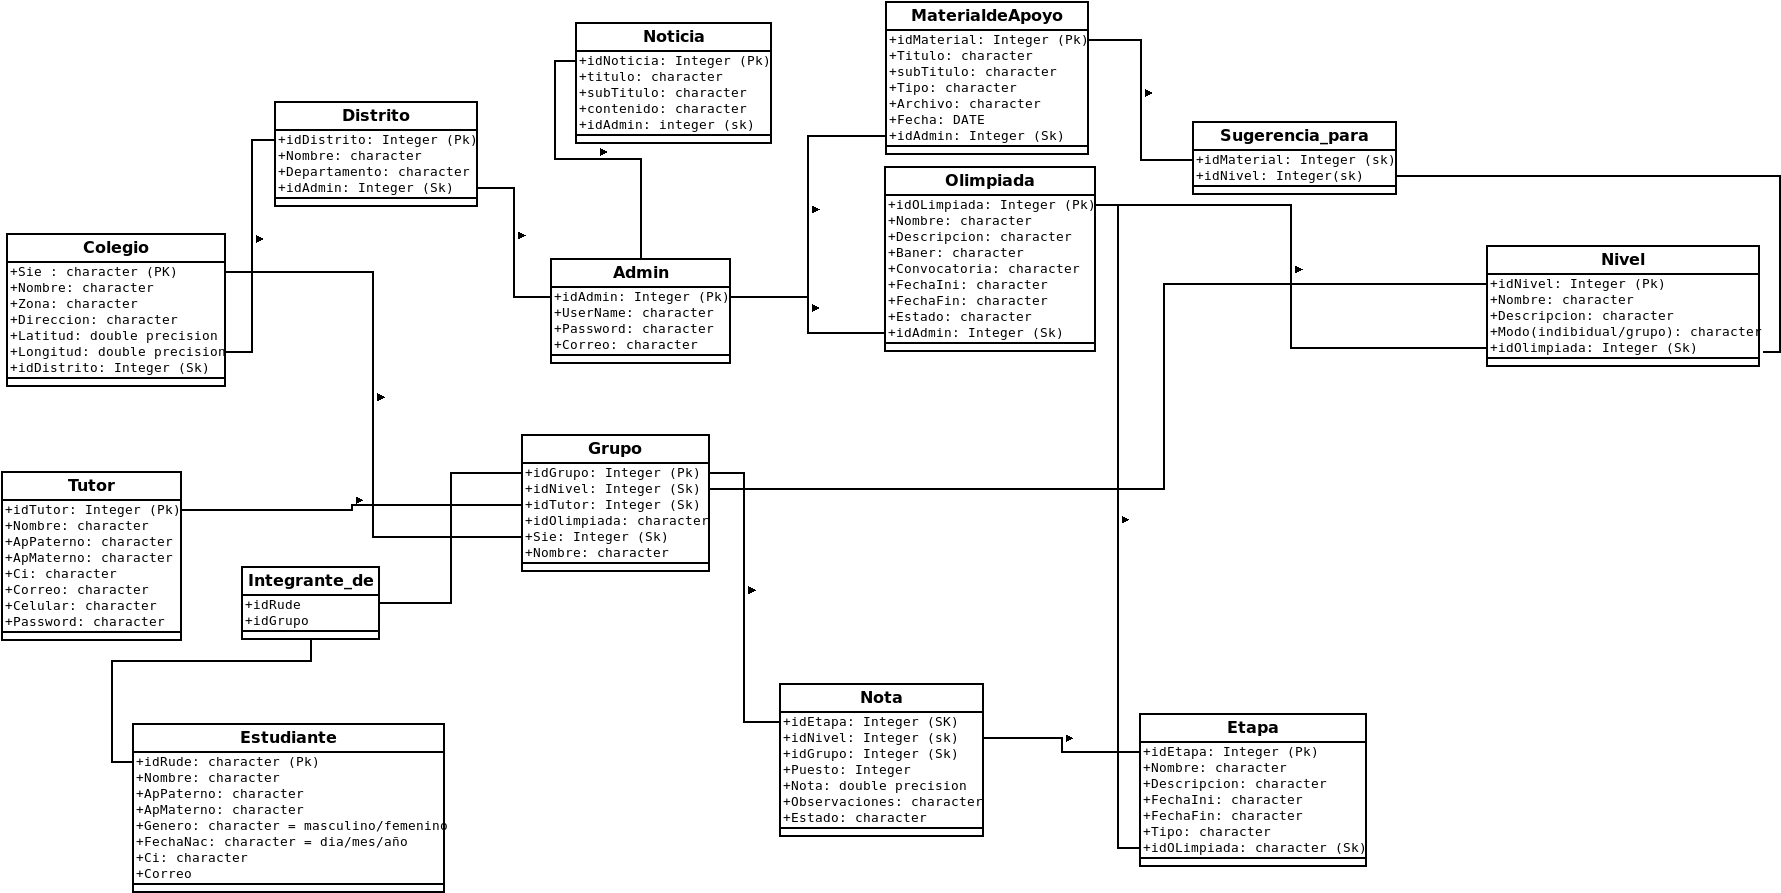 MaterialdeApoyo
+idMaterial: Integer (Pk)
+Titulo: character
+subTitulo: character
+Tipo: character
+Archivo: character
+Fecha: DATE
+idAdmin: Integer (Sk)
Noticia
+idNoticia: Integer (Pk)
+titulo: character
+subTitulo: character
+contenido: character
+idAdmin: integer (sk)
Distrito
+idDistrito: Integer (Pk)
+Nombre: character
+Departamento: character
+idAdmin: Integer (Sk)
Sugerencia_para
+idMaterial: Integer (sk)
+idNivel: Integer(sk)
Olimpiada
+idOLimpiada: Integer (Pk)
+Nombre: character
+Descripcion: character
+Baner: character
+Convocatoria: character
+FechaIni: character
+FechaFin: character
+Estado: character
+idAdmin: Integer (Sk)
Colegio
+Sie : character (PK)
+Nombre: character
+Zona: character
+Direccion: character
+Latitud: double precision
+Longitud: double precision
+idDistrito: Integer (Sk)
Admin
+idAdmin: Integer (Pk)
+UserName: character
+Password: character
+Correo: character
Nivel
+idNivel: Integer (Pk)
+Nombre: character
+Descripcion: character
+Modo(indibidual/grupo): character
+idOlimpiada: Integer (Sk)
Grupo
+idGrupo: Integer (Pk)
+idNivel: Integer (Sk)
+idTutor: Integer (Sk)
+idOlimpiada: character
+Sie: Integer (Sk)
+Nombre: character
Tutor
+idTutor: Integer (Pk)
+Nombre: character
+ApPaterno: character
+ApMaterno: character
+Ci: character
+Correo: character
+Celular: character
+Password: character
Integrante_de
+idRude
+idGrupo
Nota
+idEtapa: Integer (SK)
+idNivel: Integer (sk)
+idGrupo: Integer (Sk)
+Puesto: Integer
+Nota: double precision
+Observaciones: character
+Estado: character
Etapa
+idEtapa: Integer (Pk)
+Nombre: character
+Descripcion: character
+FechaIni: character
+FechaFin: character
+Tipo: character
+idOLimpiada: character (Sk)
Estudiante
+idRude: character (Pk)
+Nombre: character
+ApPaterno: character
+ApMaterno: character
+Genero: character = masculino/femenino
+FechaNac: character = dia/mes/año
+Ci: character
+Correo